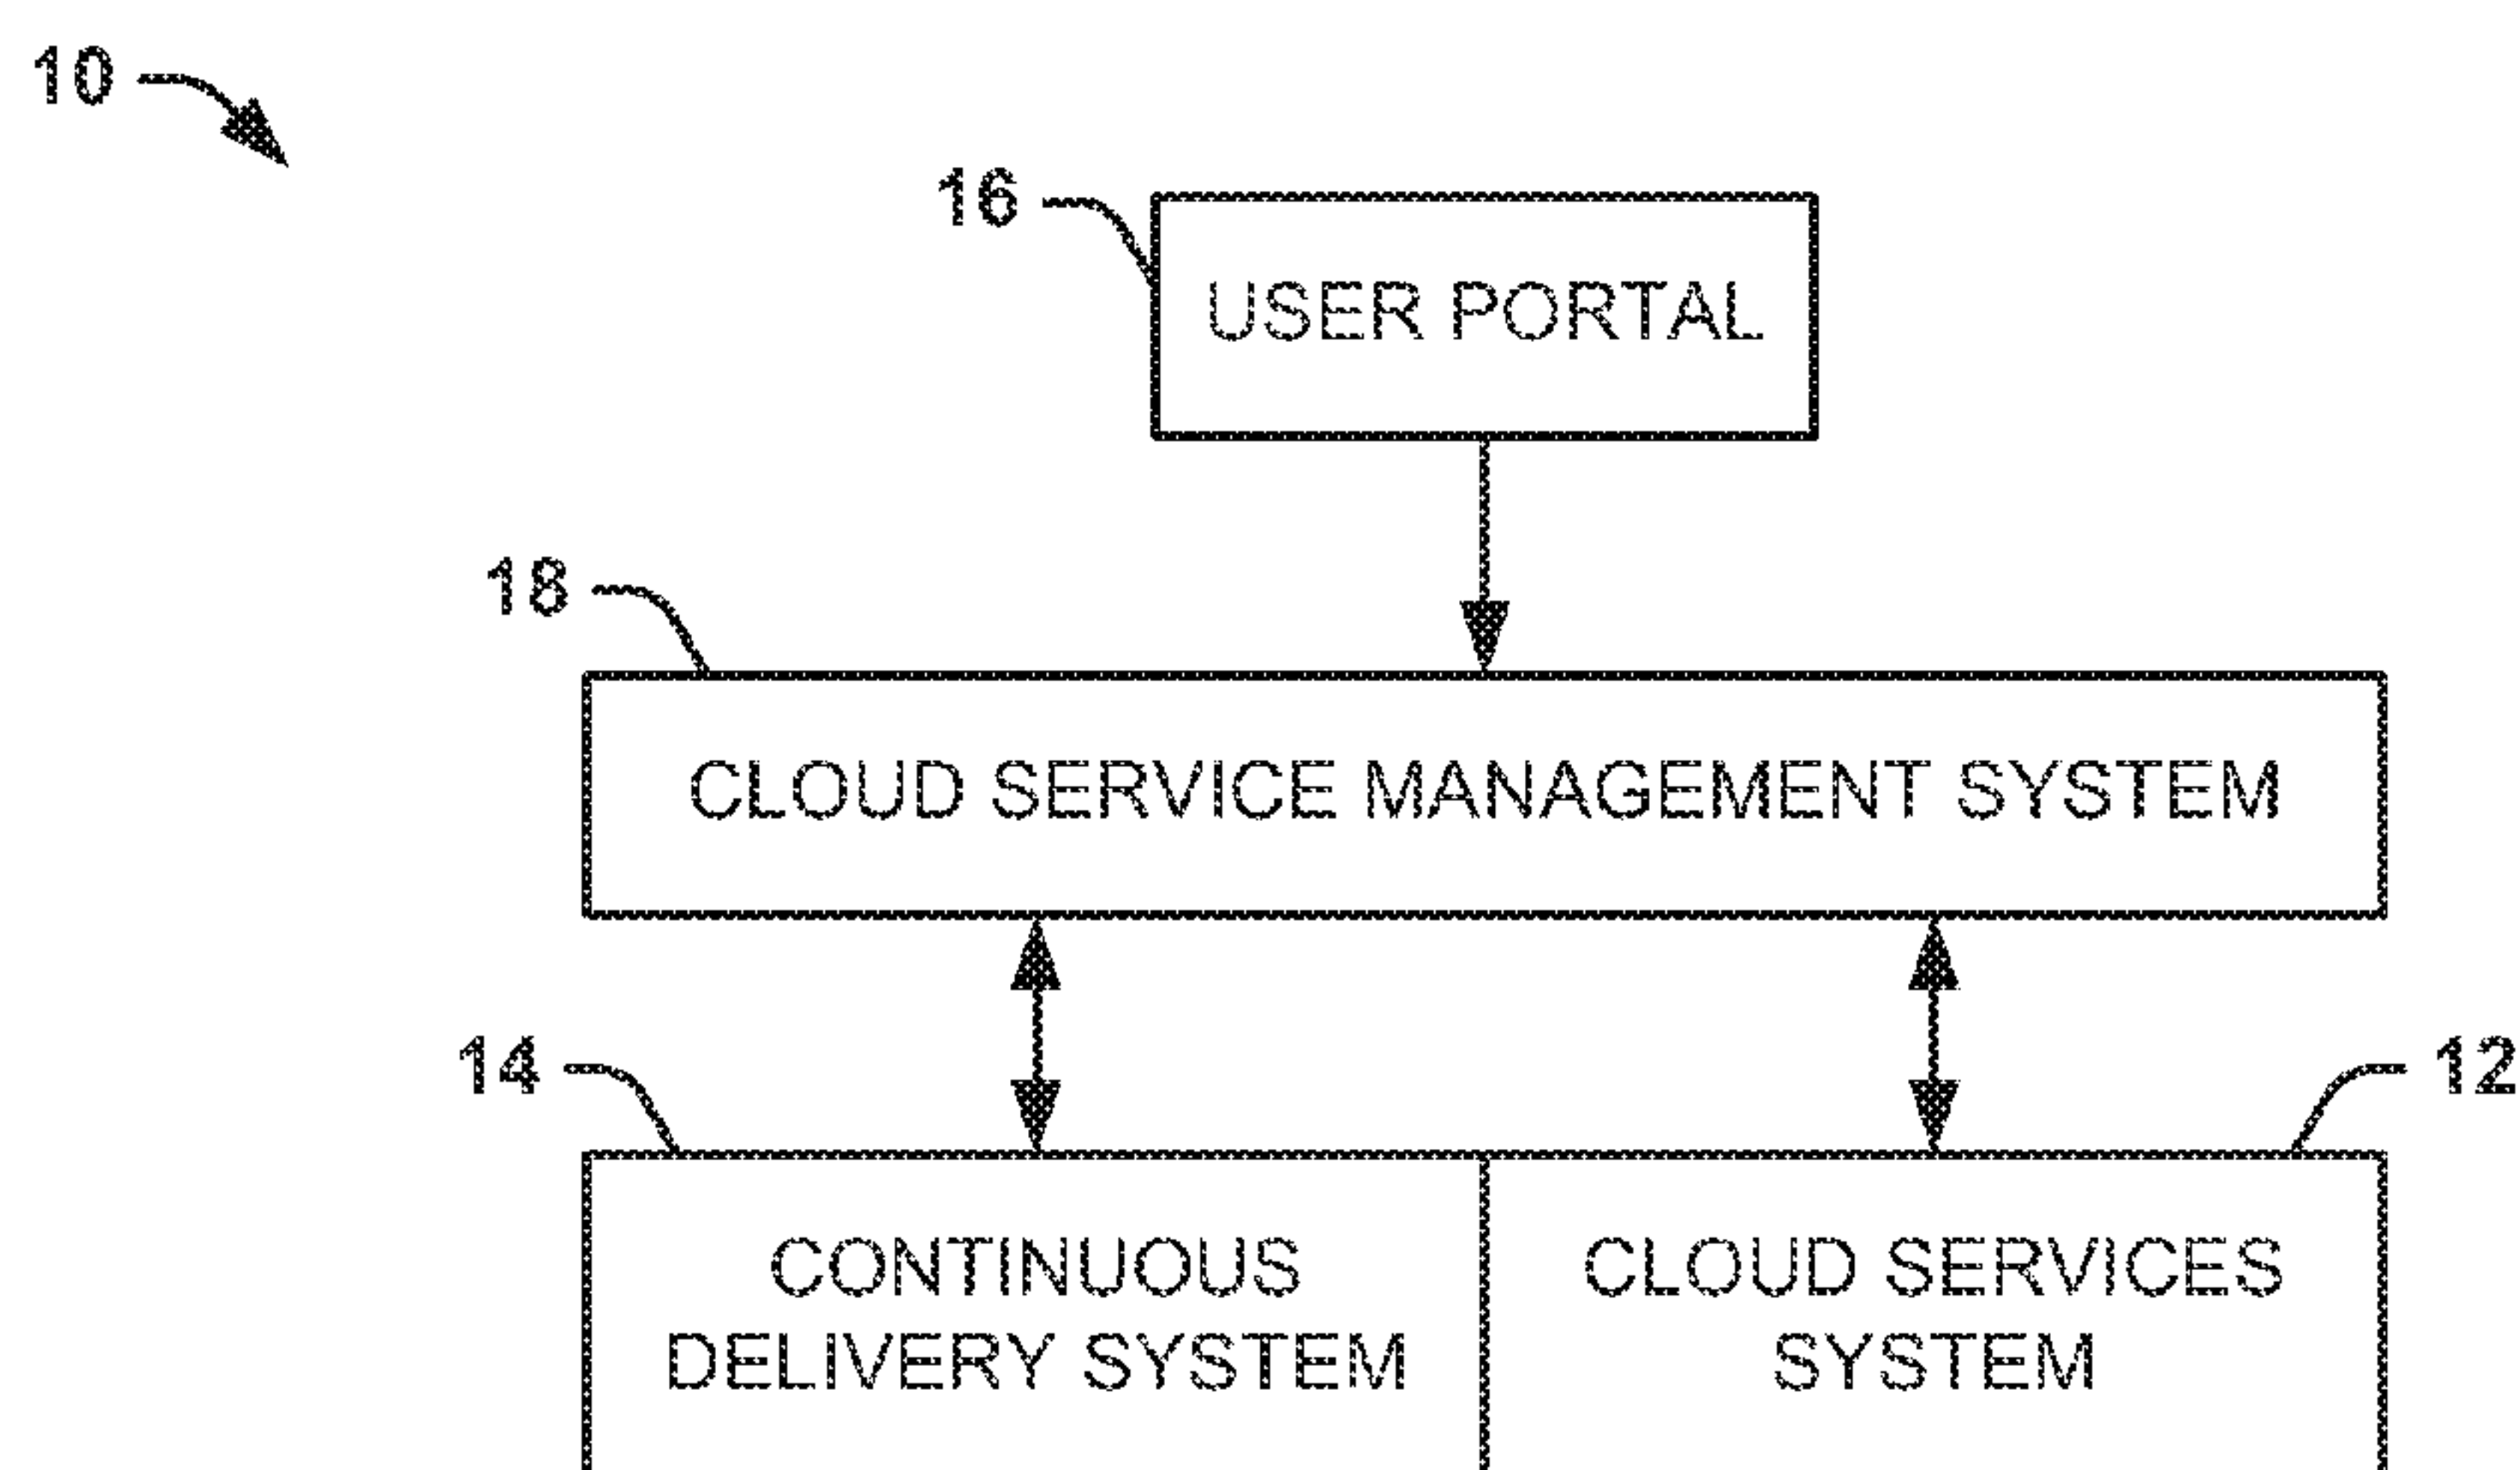 10
16
USER PORTAL
18
CLOUD SERVICE MANAGEMENT SYSTEM
14
12
CONTINUOUS
DELIVERY SYSTEM
CLOUD SERVICES
SYSTEM